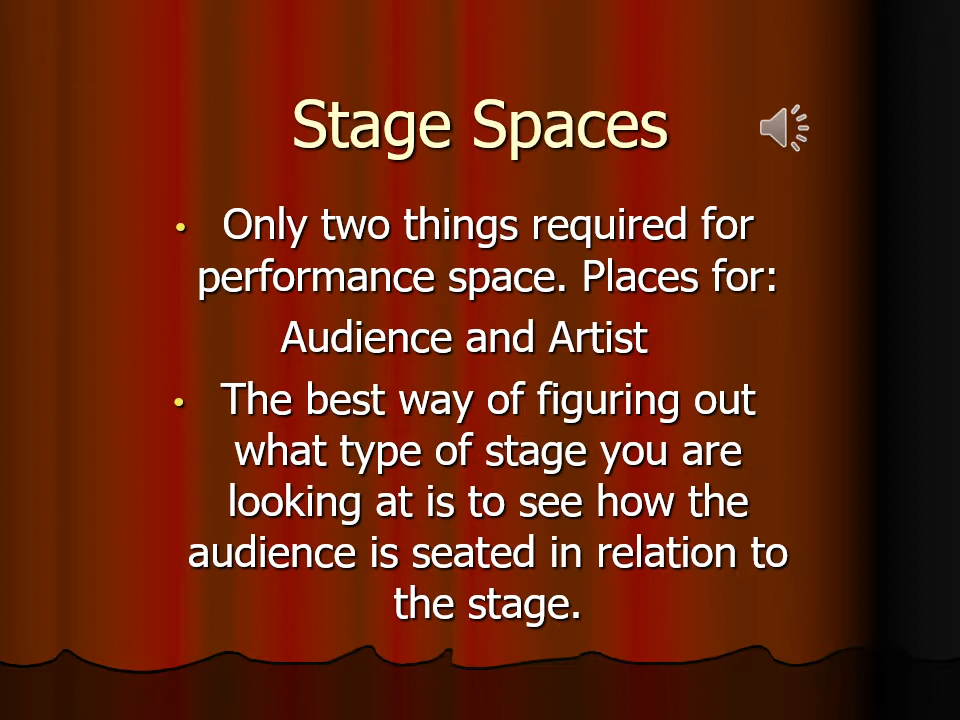 Stage Spaces
• Only two things required for
performance space. Places for:
Audience and Artist
• The best way of figuring out
what type of stage you are
looking at is to see how the
audience is seated in relation to
the stage.